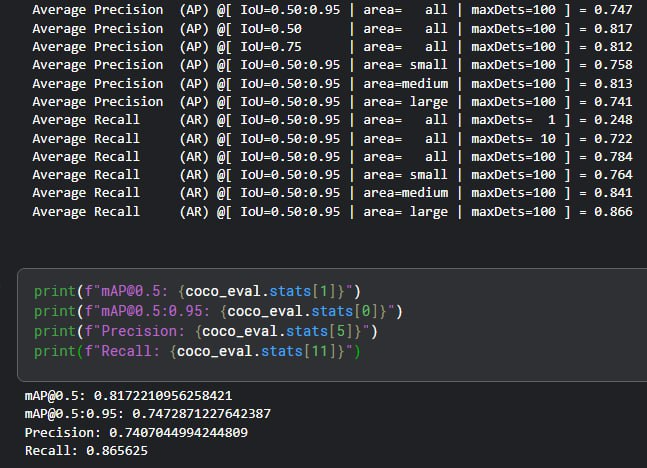 Average Precision  (AP) @[ IoU=0.50:0.95 | area=   all | maxDets=100 ] = 0.747
Average Precision  (AP) @[ IoU=0.50      | area=   all | maxDets=100 ] = 0.817
Average Precision  (AP) @[ IoU=0.75      | area=   all | maxDets=100 ] = 0.812
Average Precision  (AP) @[ IoU=0.50:0.95 | area= small | maxDets=100 ] = 0.758
Average Precision  (AP) @[ IoU=0.50:0.95 | area=medium | maxDets=100 ] = 0.813
Average Precision  (AP) @[ IoU=0.50:0.95 | area= large | maxDets=100 ] = 0.741
Average Recall     (AR) @[ IoU=0.50:0.95 | area=   all | maxDets=  1 ] = 0.248
Average Recall     (AR) @[ IoU=0.50:0.95 | area=   all | maxDets= 10 ] = 0.722
Average Recall     (AR) @[ IoU=0.50:0.95 | area=   all | maxDets=100 ] = 0.784
Average Recall     (AR) @[ IoU=0.50:0.95 | area= small | maxDets=100 ] = 0.764
Average Recall     (AR) @[ IoU=0.50:0.95 | area=medium | maxDets=100 ] = 0.841
Average Recall     (AR) @[ IoU=0.50:0.95 | area= large | maxDets=100 ] = 0.866
print(f"mAP@0.5: {coco_eval.stats[1]}")
print(f"mAP@0.5:0.95: {coco_eval.stats[0]}")
print(f"Precision: {coco_eval.stats[5]}")
print(f"Recall: {coco_eval.stats[11]}")
mAP@0.5: 0.8172210956258421
mAP@0.5:0.95: 0.7472871227642387
Precision: 0.7407044994244809
Recall: 0.865625